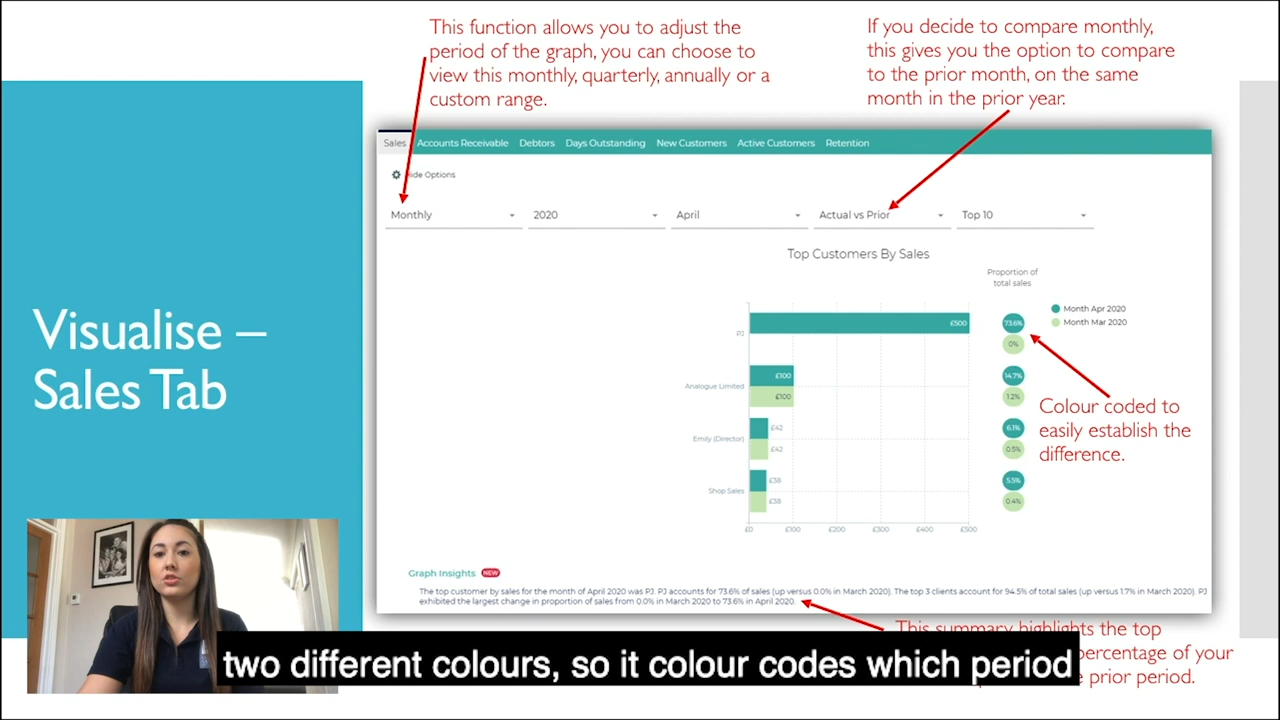 This function allows you to adjust the
period of the graph, you can choose to
view this monthly, quarterly, annually or a
custom range.
If you decide to compare monthly,
this gives you the option to compare
to the prior month, on the same
month in the prior year.
Visualise –
Sales Tab
Sales Accounts Receivable Debtors Days Outstanding New Customers Active Customers Retention
Options
Monthly 2020 April Actual vs Prior Top 10
Top Customers By Sales
Proportion of
total sales
Month Apr 2020
Month Mar 2020
PJ £500 73.6%
0%
Analogue Limited £100 14.7%
£100 1.2%
Emily (Director) £42 6.1%
£42 0.5%
Shop Sales £38 5.5%
£38 0.4%
£0 £100 £200 £300 £400 £500
Colour coded to
easily establish the
difference.
Graph Insights NEW
The top customer by sales for the month of April 2020 was PJ. PJ accounts for 73.6% of sales (up versus 0.0% in March 2020). The top 3 clients account for 94.5% of total sales (up versus 1.7% in March 2020). PJ
exhibited the largest change in proportion of sales from 0.0% in March 2020 to 73.6% in April 2020.
This summary highlights the top
percentage of your
prior period.
two different colours, so it colour codes which period